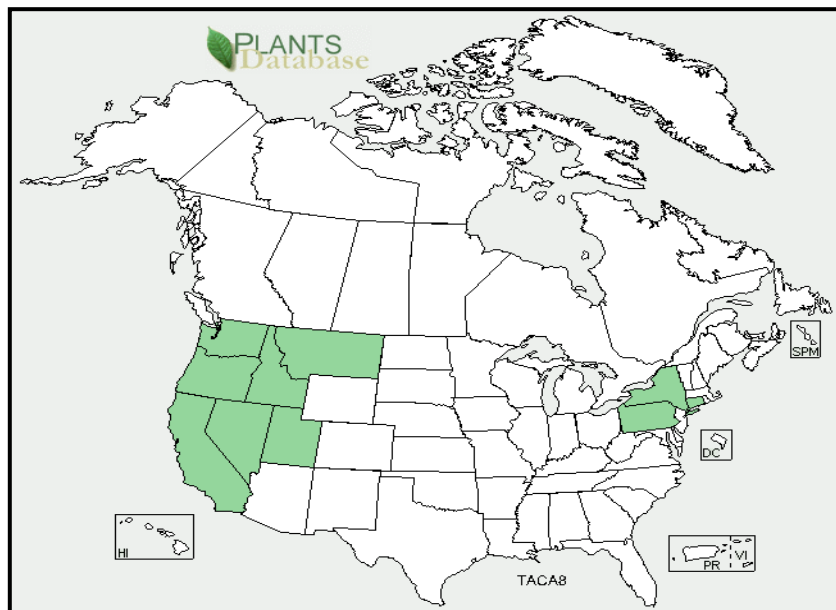 PLANTS
Database
SPM
DC
HI
PR
VI
TACA8